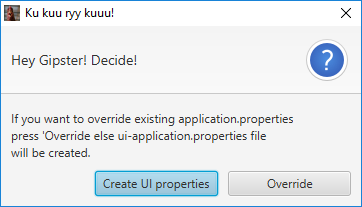 Ku kuu ryy kuuu!
Hey Gipster! Decide!
?
If you want to override existing application.properties
press 'Override else ui-application.properties file
will be created.
Create UI properties
Override